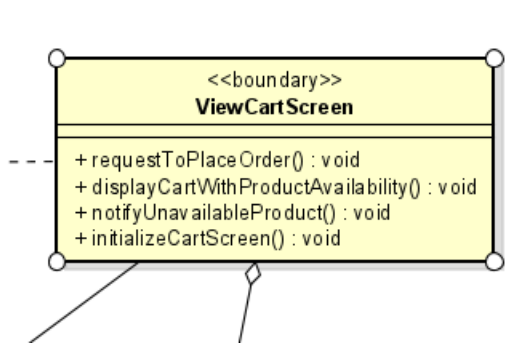 <<boundary>>
ViewCartScreen
+ requestToPlaceOrder() : void
+ displayCartWithProductAvailability() : void
+ notifyUnavailableProduct() : void
+ initializeCartScreen() : void